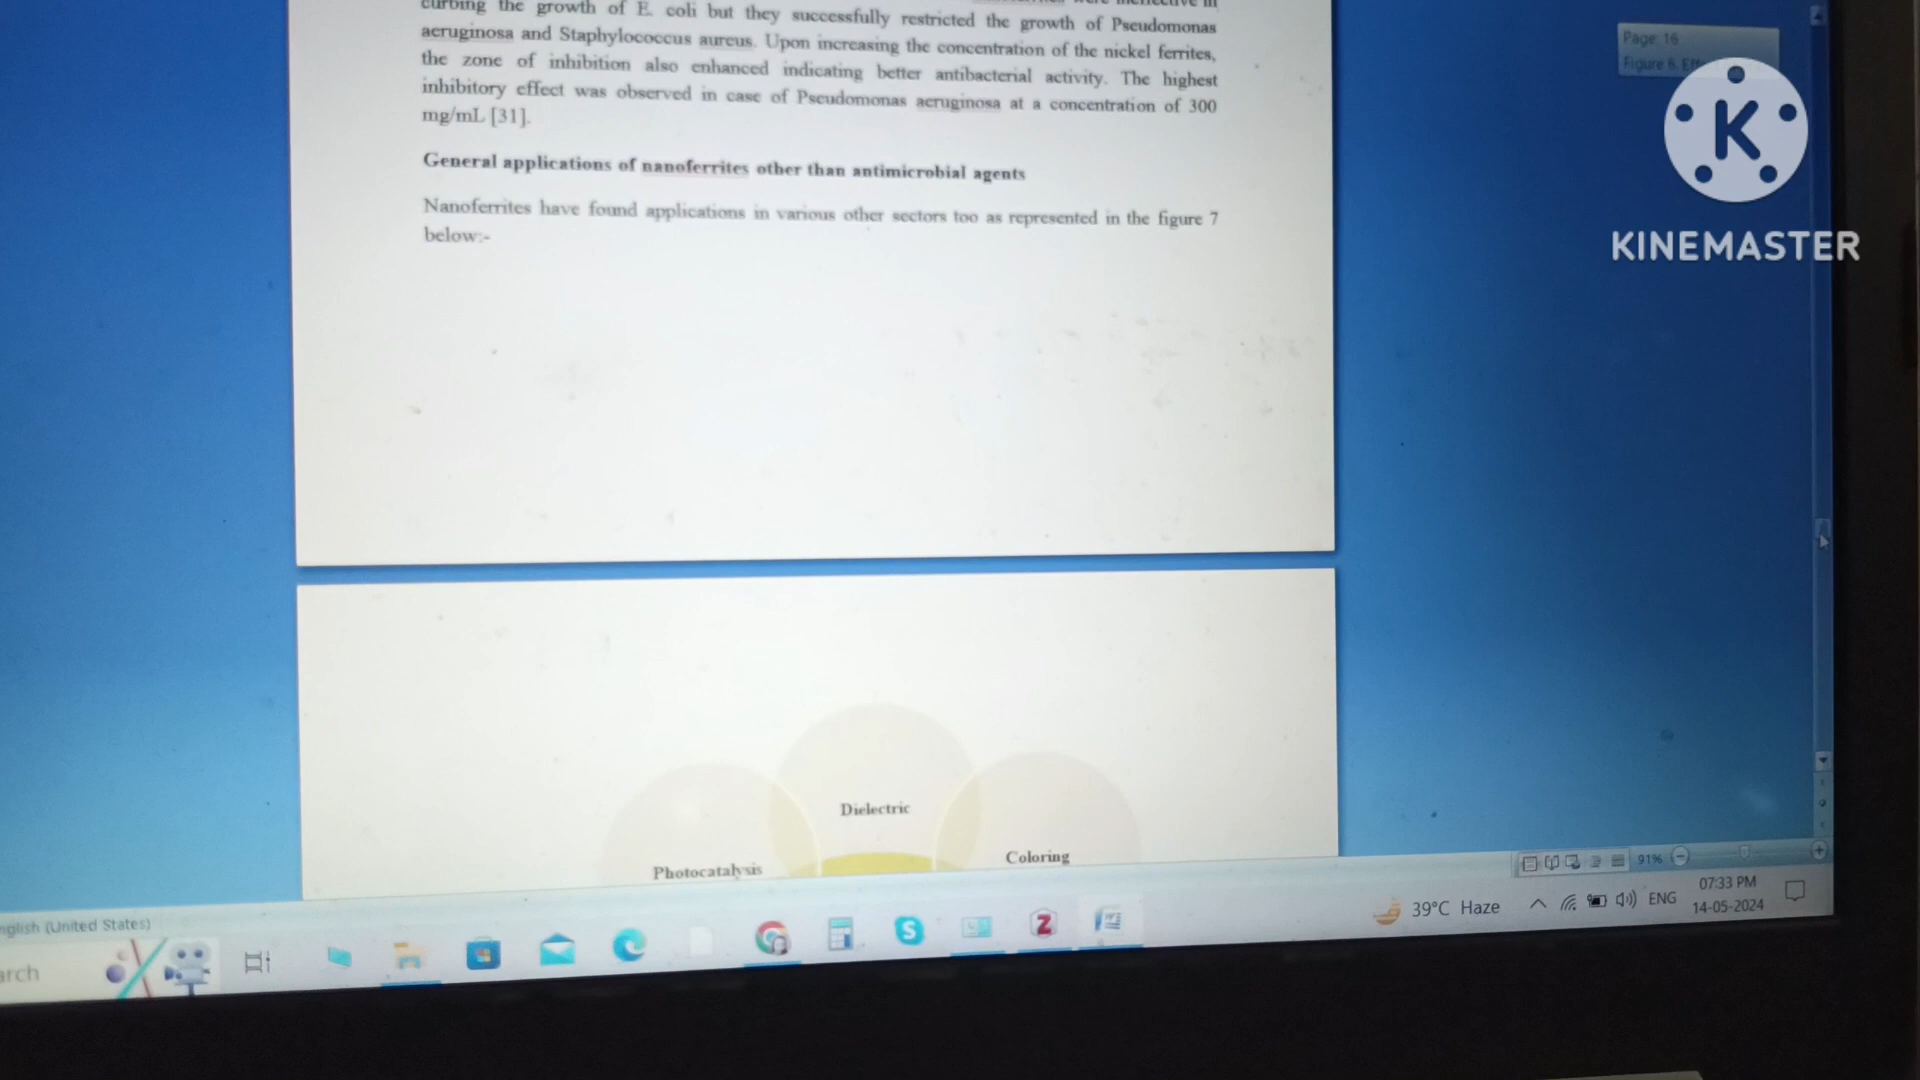 curbing the growth of E. coli but they successfully restricted the growth of Pseudomonas
aeruginosa and Staphylococcus aureus. Upon increasing the concentration of the nickel ferrites,
the zone of inhibition also enhanced indicating better antibacterial activity. The highest
inhibitory effect was observed in case of Pseudomonas aeruginosa at a concentration of 300
mg/mL [31].
General applications of nanoferrites other than antimicrobial agents
Nanoferrites have found applications in various other sectors too as represented in the figure 7
below:-
Page: 16
Figure 6.
K
KINEMASTER
Dielectric
Photocatalysis
Coloring
91%
nglish (United States)
arch
S
Z
W
39°C Haze
ENG
07:33 PM
14-05-2024